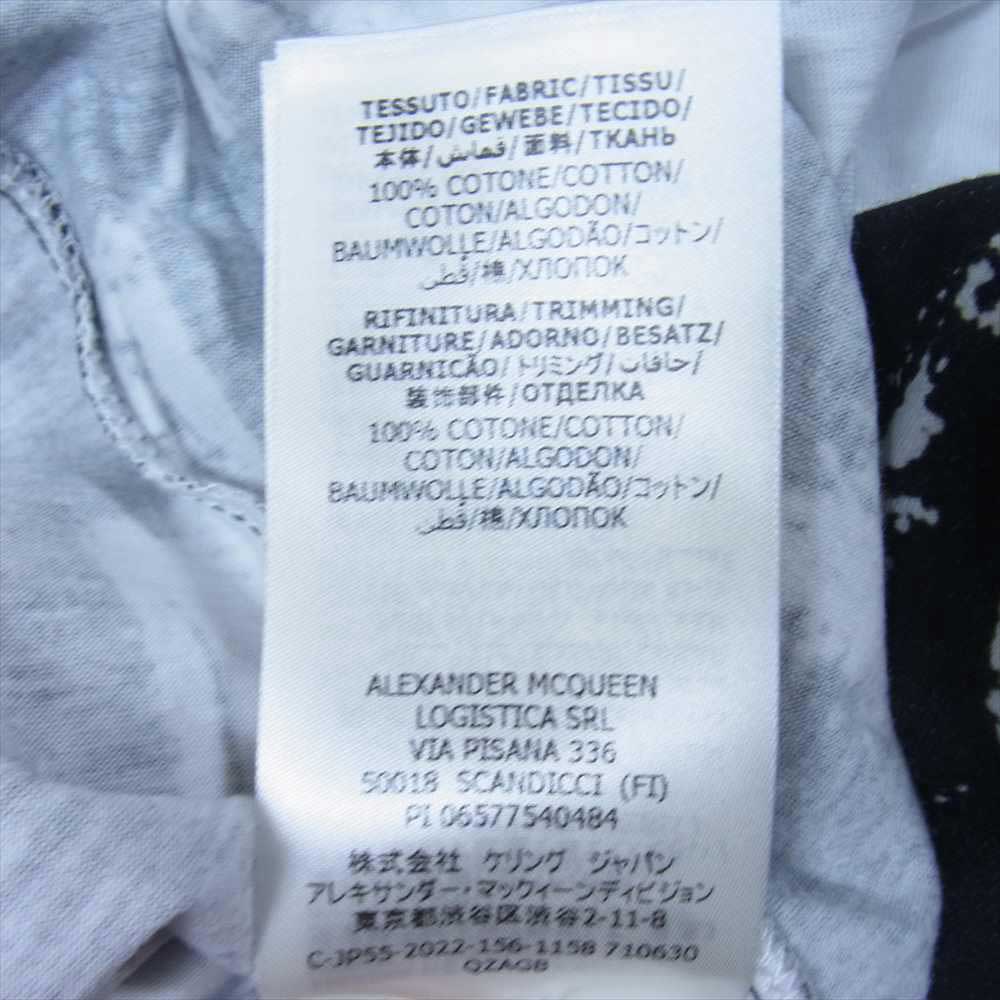 TESSUTO/FABRIC/TISSU/
TEJIDO/GEWEBE/TECIDO/
本体/قماش/面料/ТКАНЬ
100% COTONE/COTTON/
COTON/ALGODON/
BAUMWOLLE/ALGODÃO/コットン/
قُطن/棉/ХЛОПОК
RIFINITURA/TRIMMING/
GARNITURE/ADORNO/BESATZ/
GUARNICÃO/トリミング/حافات/
装饰部件/ОТДЕЛКА
100% COTONE/COTTON/
COTON/ALGODON/
BAUMWOLLE/ALGODÃO/コットン/
قُطن/棉/ХЛОПОК
ALEXANDER MCQUEEN
LOGISTICA SRL
VIA PISANA 336
50018 SCANDICCI (FI)
PI 06577540484
株式会社 ケリング ジャパン
アレキサンダー・マックィーンディビジョン
東京都渋谷区渋谷2-11-8
C-JP55-2022-156-1158 710630
QZAGB